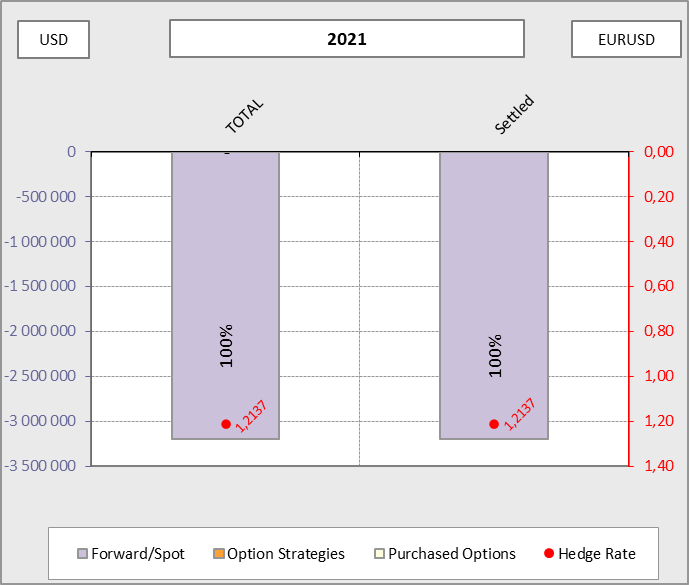 USD
2021
EURUSD
TOTAL
Settled
0
0,00
-500 000
0,20
-1 000 000
0,40
-1 500 000
0,60
-2 000 000
0,80
100%
100%
-2 500 000
1,00
-3 000 000
1,2137
1,2137
1,20
-3 500 000
1,40
Forward/Spot
Option Strategies
Purchased Options
Hedge Rate